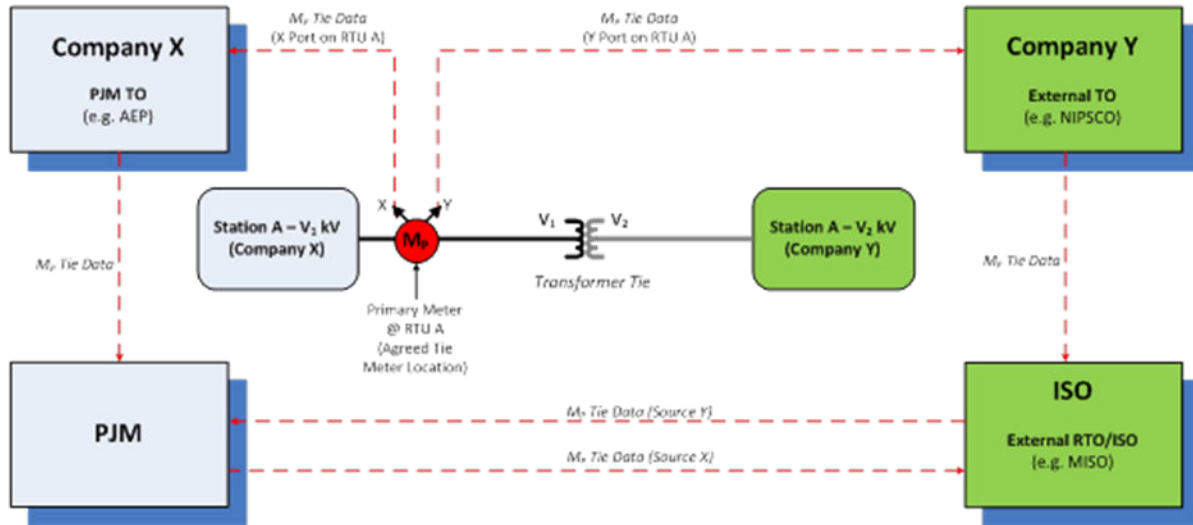 Mₚ Tie Data
(X Port on RTU A)
Mₚ Tie Data
(Y Port on RTU A)
Company X
PJM TO
(e.g. AEP)
Company Y
External TO
(e.g. NIPSCO)
X
Y
Station A – V₁ kV
(Company X)
Mₚ
V₁
V₂
Station A – V₂ kV
(Company Y)
Transformer Tie
Mₚ Tie Data
Mₚ Tie Data
Primary Meter
@ RTU A
(Agreed Tie
Meter Location)
PJM
Mₚ Tie Data (Source Y)
Mₚ Tie Data (Source X)
ISO
External RTO/ISO
(e.g. MISO)